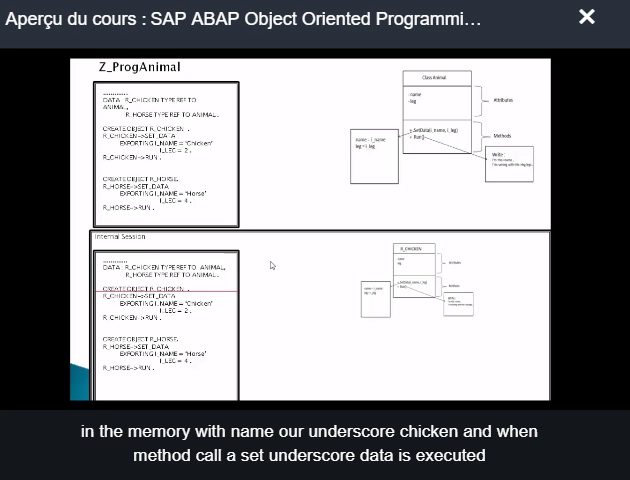 Aperçu du cours : SAP ABAP Object Oriented Programmi...
Z_ProgAnimal
............
DATA : R_CHICKEN TYPE REF TO
ANIMAL,
R_HORSE TYPE REF TO ANIMAL .
CREATE OBJECT R_CHICKEN .
R_CHICKEN->SET_DATA
EXPORTING I_NAME = 'Chicken'
I_LEG = 2 .
R_CHICKEN->RUN .
CREATE OBJECT R_HORSE.
R_HORSE->SET_DATA
EXPORTING I_NAME = 'Horse'
I_LEG = 4 .
R_HORSE->RUN .
Class Animal
-name
-leg
Attributes
+ SetData(i_name, i_leg)
+ Run()
Methods
name = i_name
leg = i_leg
Write :
Internal Session
............
DATA : R_CHICKEN TYPE REF TO ANIMAL,
R_HORSE TYPE REF TO ANIMAL .
CREATE OBJECT R_CHICKEN .
R_CHICKEN->SET_DATA
EXPORTING I_NAME = 'Chicken'
I_LEG = 2 .
R_CHICKEN->RUN .
CREATE OBJECT R_HORSE.
R_HORSE->SET_DATA
EXPORTING I_NAME = 'Horse'
I_LEG = 4 .
R_HORSE->RUN .
R_CHICKEN
in the memory with name our underscore chicken and when
method call a set underscore data is executed